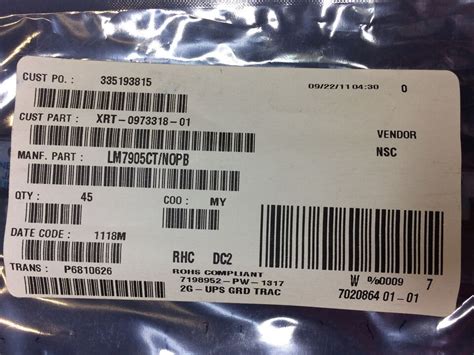 CUST PO. : 335193815
09/22/11 04:30 0
CUST PART : XRT-0973318-01
VENDOR
MANF. PART : LM7905CT/NOPB
NSC
QTY : 45 COO : MY
DATE CODE : 1118M
RHC DC2
TRANS : P6810626
ROHS COMPLIANT
7198952-PW-1317
2G-UPS GRD TRAC
W %0009 7
7020864 01-01